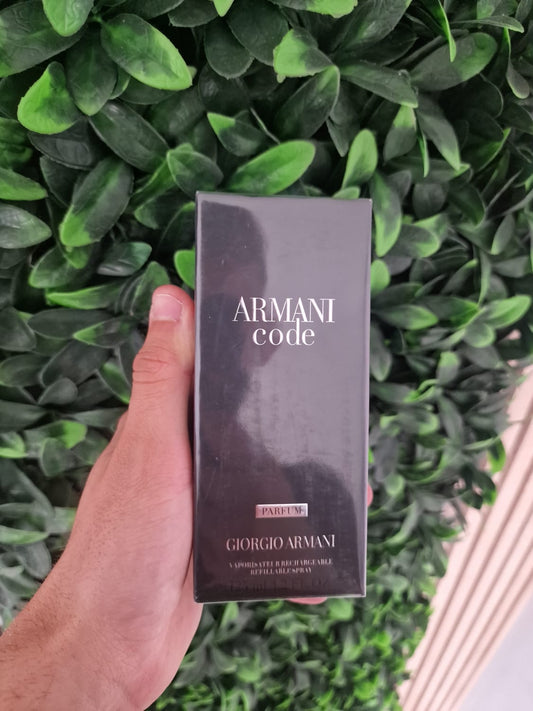 ARMANI
code
PARFUM
GIORGIO ARMANI
VAPORISATEUR RECHARGEABLE
REFILLABLE SPRAY